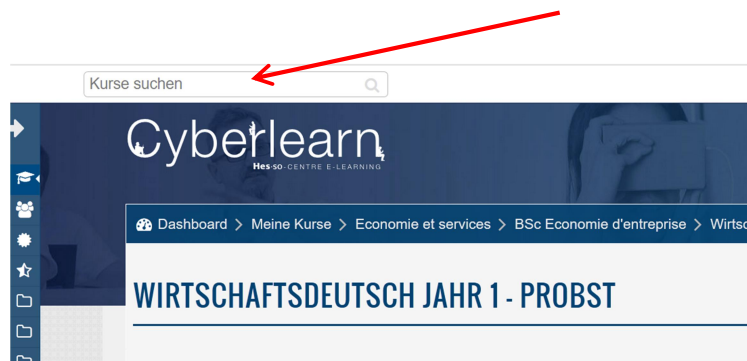 Kurse suchen
Cyberlearn
Hes·so-CENTRE E-LEARNING
Dashboard > Meine Kurse > Economie et services > BSc Economie d'entreprise > Wirtsc
WIRTSCHAFTSDEUTSCH JAHR 1 - PROBST